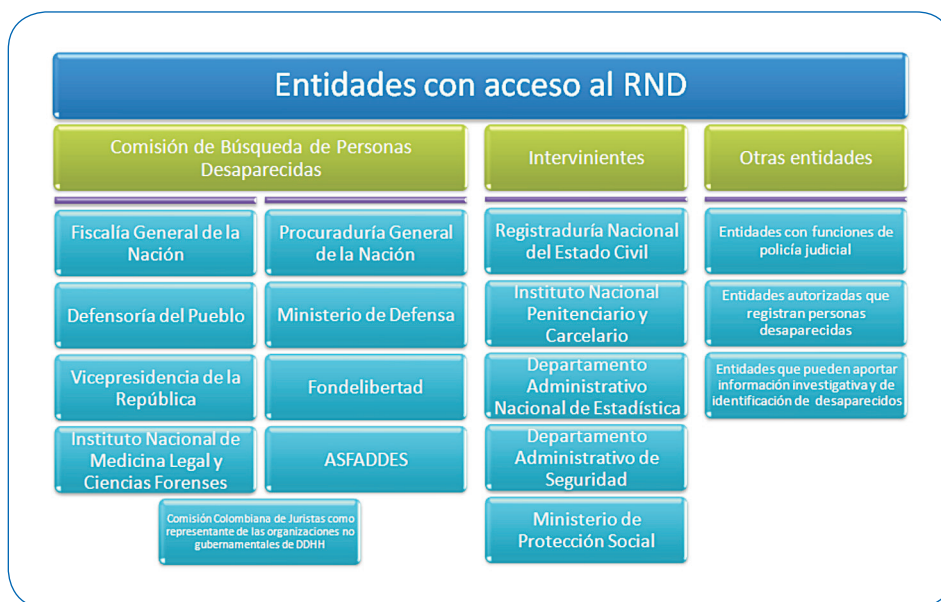 Entidades con acceso al RND
Comisión de Búsqueda de Personas
Desaparecidas
Intervinientes
Otras entidades
Fiscalía General de la
Nación
Procuraduría General
de la Nación
Registraduría Nacional
del Estado Civil
Entidades con funciones de
policía judicial
Defensoría del Pueblo
Ministerio de Defensa
Instituto Nacional
Penitenciario y
Carcelario
Entidades autorizadas que
registran personas
desaparecidas
Vicepresidencia de la
República
Fondelibertad
Departamento
Administrativo
Nacional de Estadística
Entidades que pueden aportar
información investigativa y de
identificación de desaparecidos
Instituto Nacional de
Medicina Legal y
Ciencias Forenses
ASFADDES
Departamento
Administrativo de
Seguridad
Comisión Colombiana de Juristas como
representante de las organizaciones no
gubernamentales de DDHH
Ministerio de
Protección Social